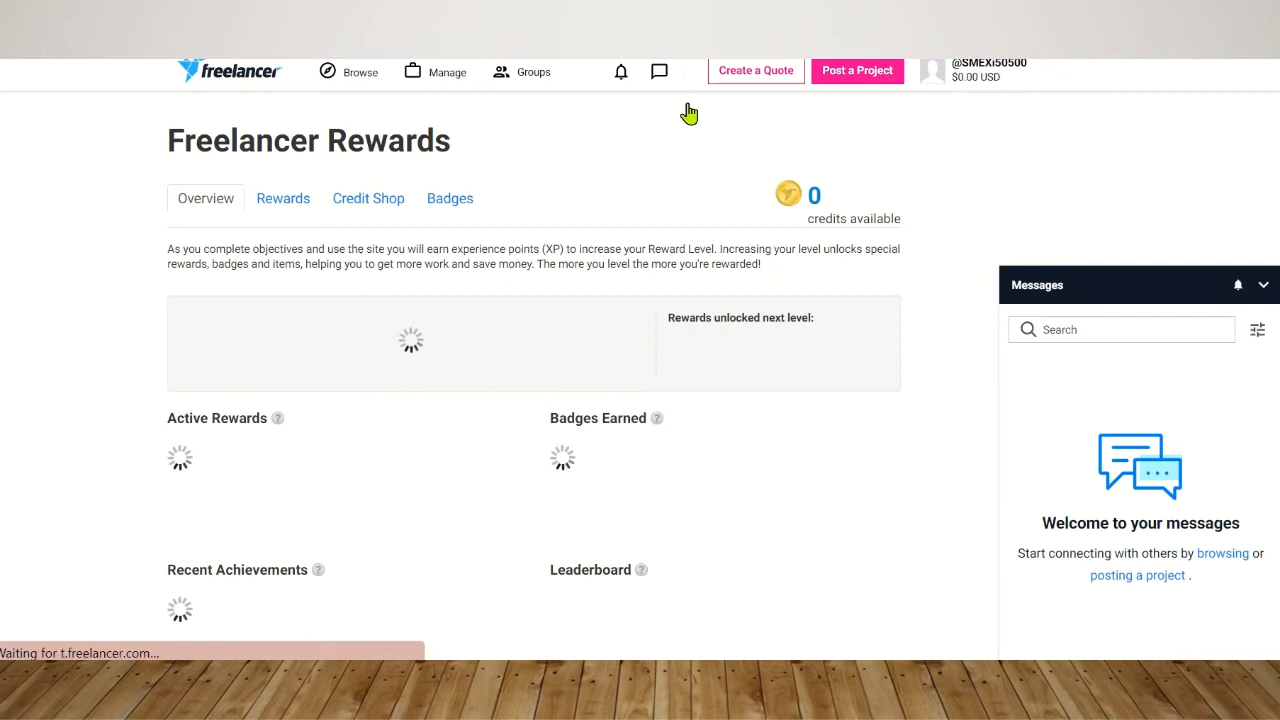 freelancer
Browse
Manage
Groups
Create a Quote
Post a Project
@SMEXi50500
$0.00 USD
Freelancer Rewards
Overview
Rewards
Credit Shop
Badges
0
credits available
As you complete objectives and use the site you will earn experience points (XP) to increase your Reward Level. Increasing your level unlocks special
rewards, badges and items, helping you to get more work and save money. The more you level the more you're rewarded!
Rewards unlocked next level:
Active Rewards ?
Badges Earned ?
Recent Achievements ?
Leaderboard ?
Messages
Search
Welcome to your messages
Start connecting with others by browsing or
posting a project .
Waiting for t.freelancer.com...